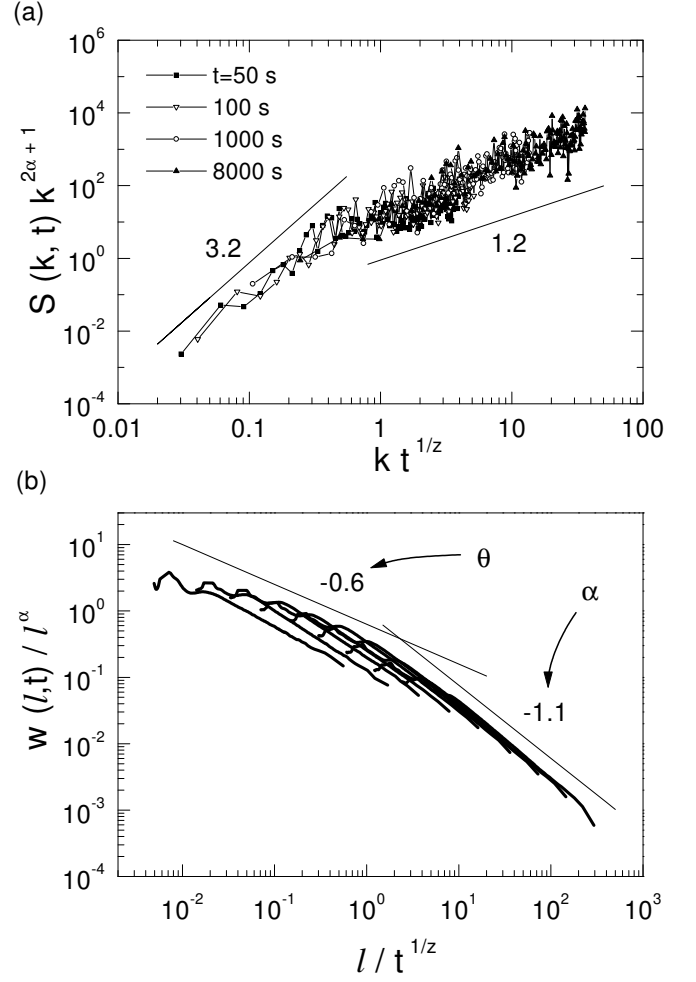 (a)
10^6
10^4
10^2
10^0
10^-2
10^-4
S (k, t) k^{2α + 1}
t=50 s
100 s
1000 s
8000 s
3.2
1.2
0.01 0.1 1 10 100
k t^{1/z}
(b)
10^1
10^0
10^-1
10^-2
10^-3
10^-4
w (l,t) / l^α
-0.6
θ
α
-1.1
10^-2 10^-1 10^0 10^1 10^2 10^3
l / t^{1/z}